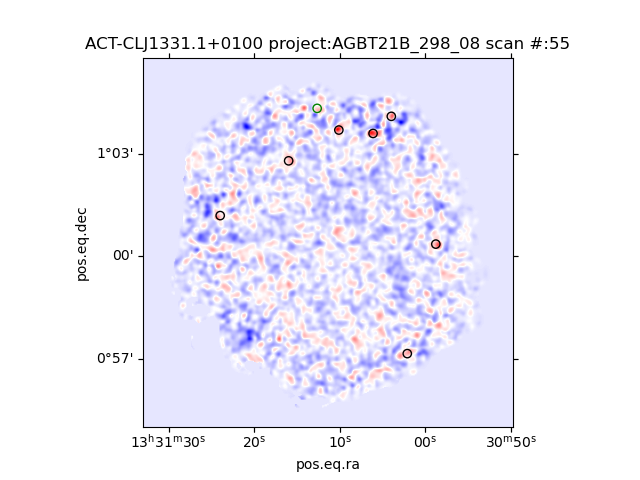 ACT-CLJ1331.1+0100 project:AGBT21B_298_08 scan #:55
1°03'
00'
0°57'
pos.eq.dec
13ʰ31ᵐ30ˢ 20ˢ 10ˢ 00ˢ 30ᵐ50ˢ
pos.eq.ra